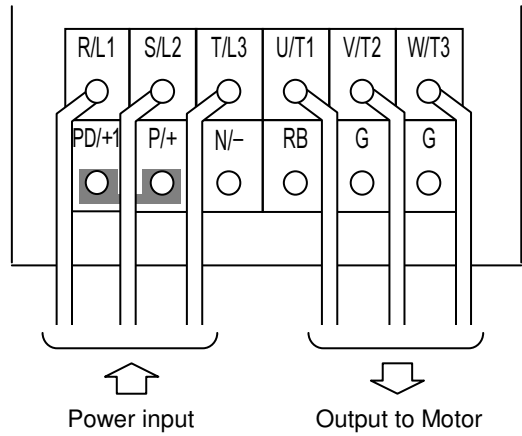 R/L1 S/L2 T/L3 U/T1 V/T2 W/T3
PD/+1 P/+ N/– RB G G
Power input Output to Motor